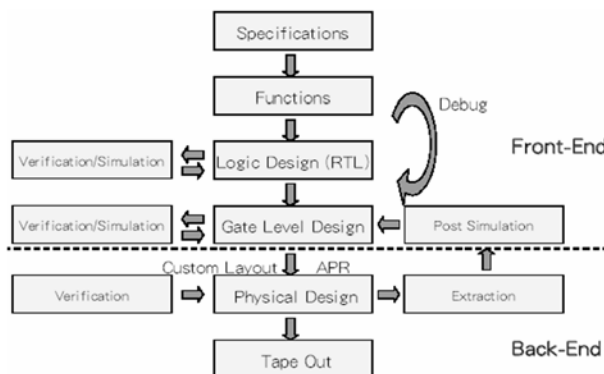 Specifications
Functions
Debug
Front-End
Verification/Simulation
Logic Design (RTL)
Verification/Simulation
Gate Level Design
Post Simulation
Custom Layout
APR
Verification
Physical Design
Extraction
Tape Out
Back-End